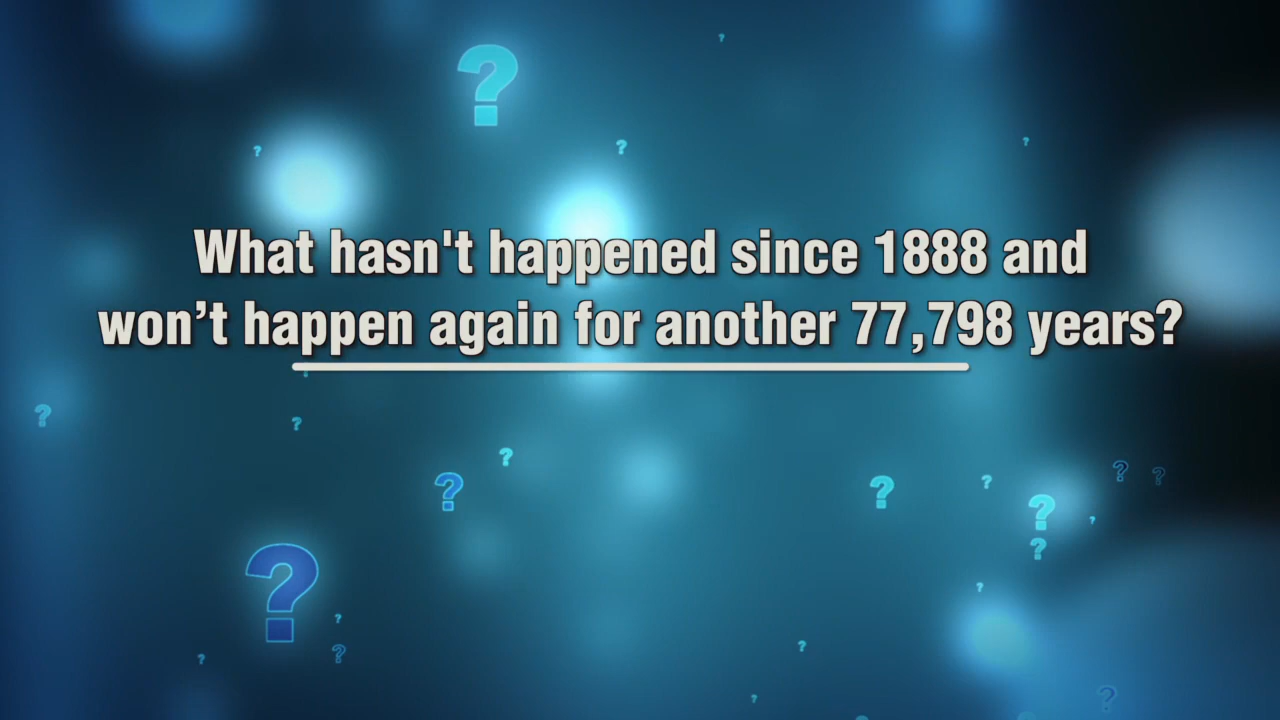 What hasn't happened since 1888 and
won’t happen again for another 77,798 years?